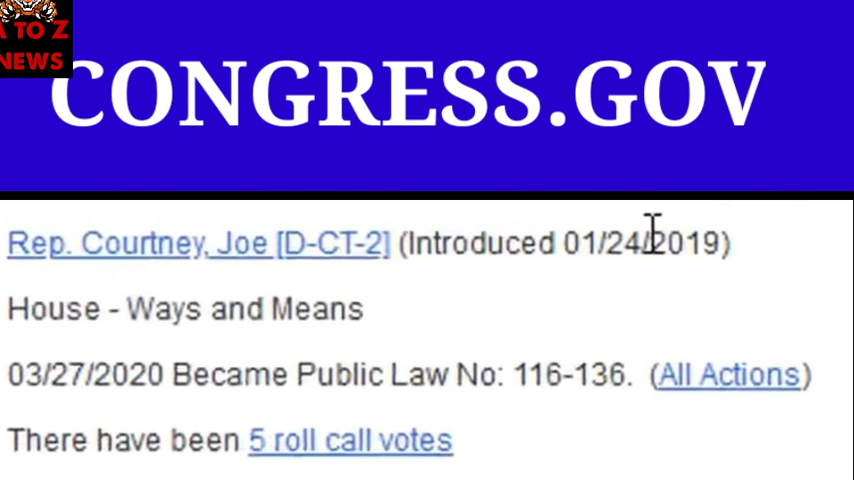 A TO Z
NEWS
CONGRESS.GOV
Rep. Courtney, Joe [D-CT-2] (Introduced 01/24/2019)
House - Ways and Means
03/27/2020 Became Public Law No: 116-136. (All Actions)
There have been 5 roll call votes